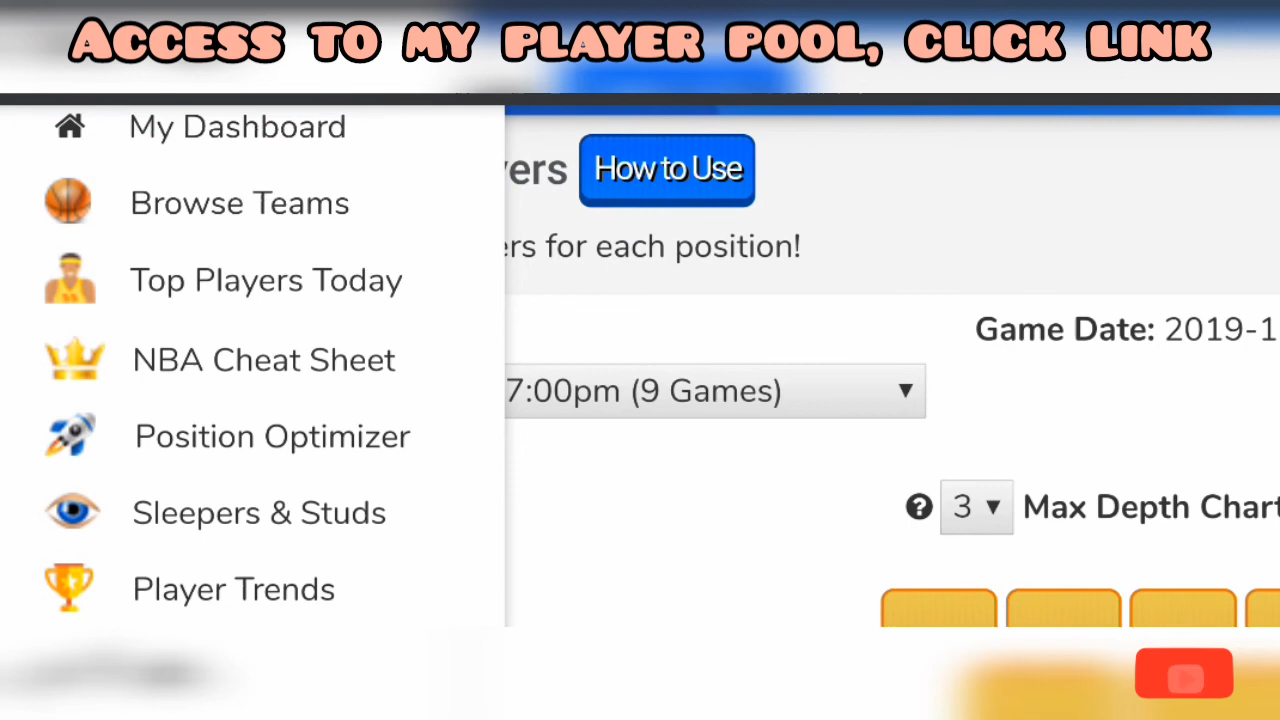 ACCESS TO MY PLAYER POOL, CLICK LINK
My Dashboard
Browse Teams
Top Players Today
NBA Cheat Sheet
Position Optimizer
Sleepers & Studs
Player Trends
yers How to Use
ers for each position!
Game Date: 2019-1
7:00pm (9 Games)
3 Max Depth Chart